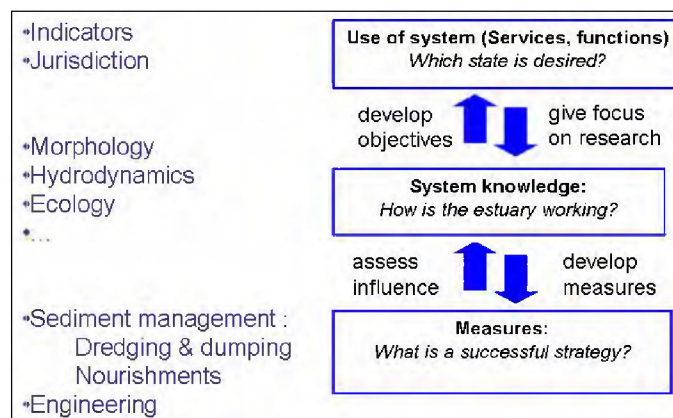 •Indicators
•Jurisdiction
•Morphology
•Hydrodynamics
•Ecology
•...
•Sediment management :
Dredging & dumping
Nourishments
•Engineering
Use of system (Services, functions)
Which state is desired?
develop
objectives
give focus
on research
System knowledge:
How is the estuary working?
assess
influence
develop
measures
Measures:
What is a successful strategy?